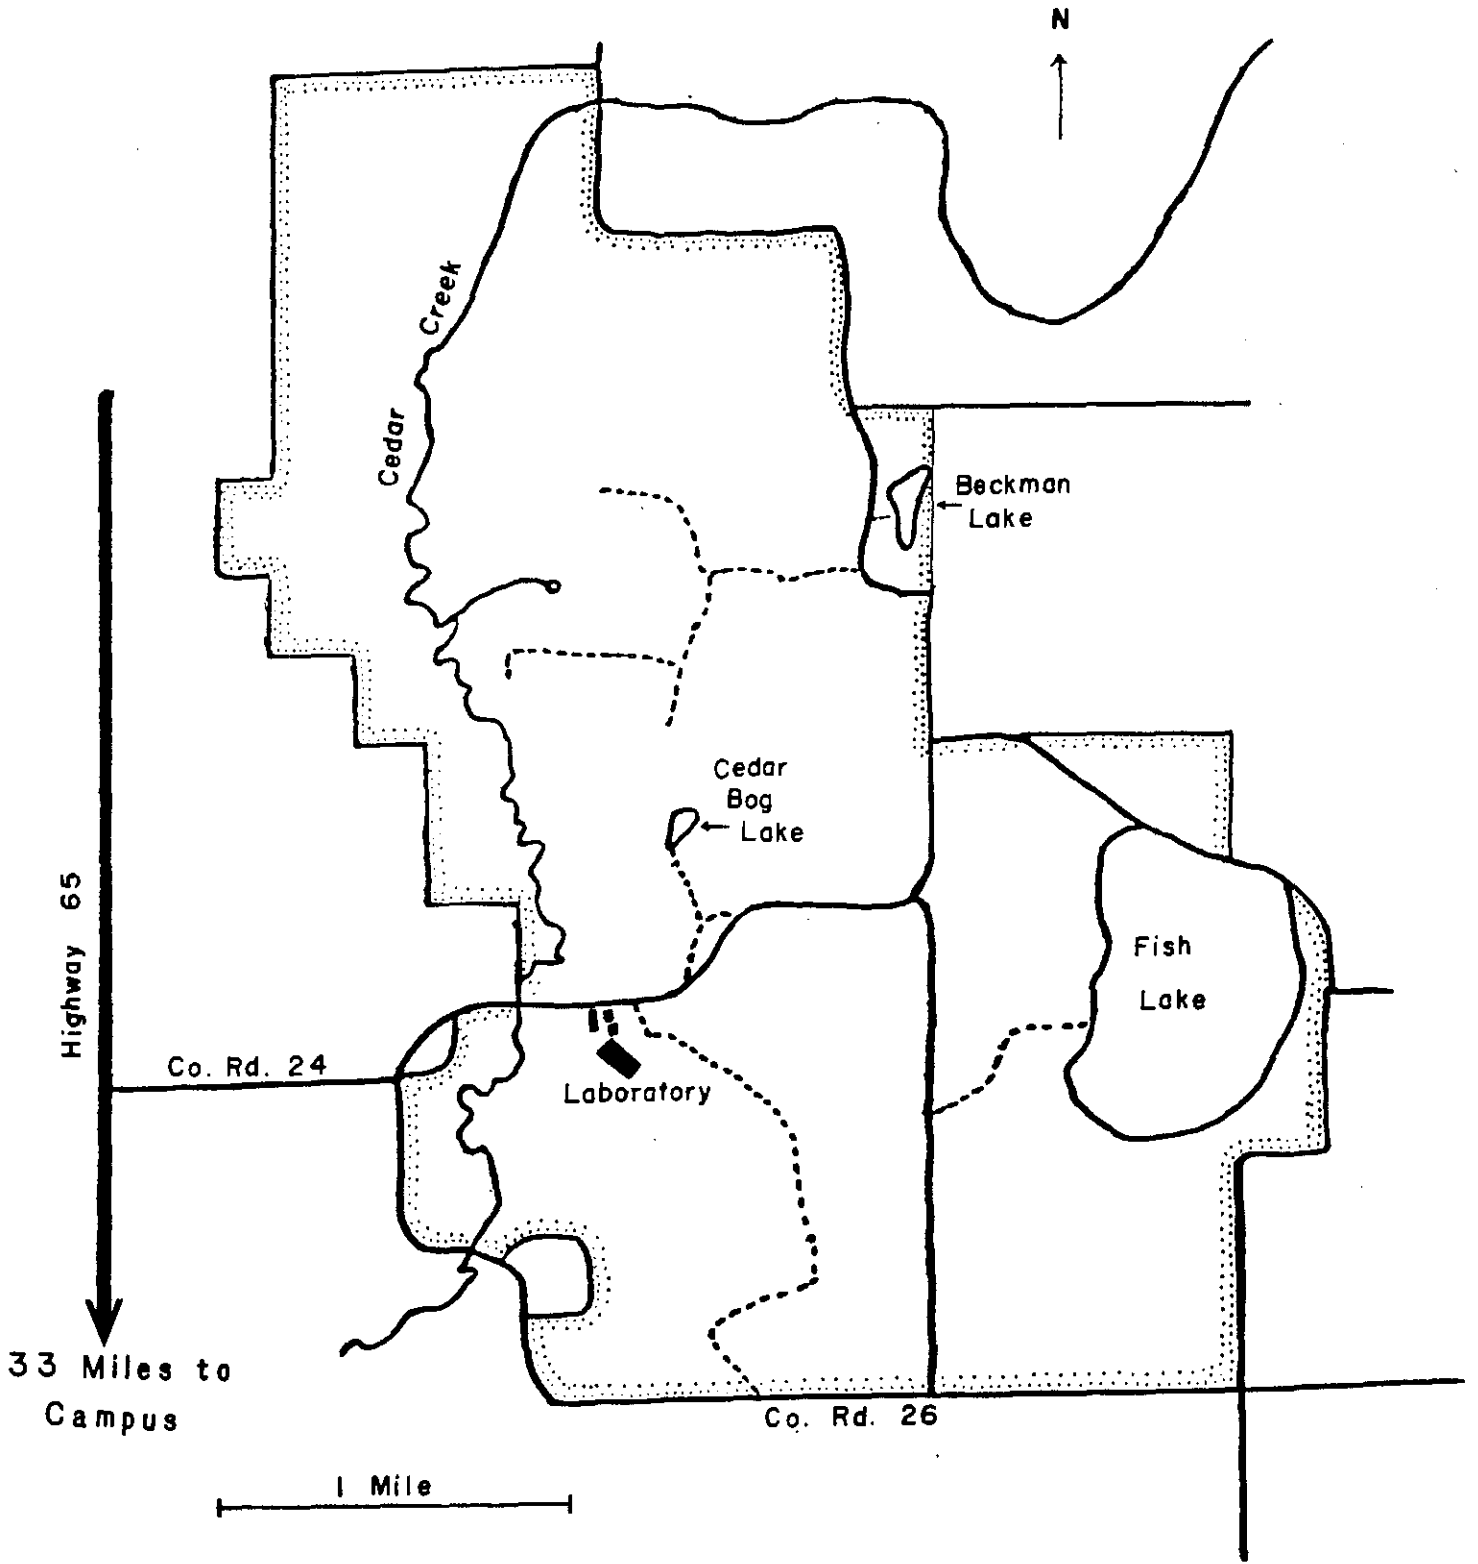 N
Creek
Cedar
Beckman
Lake
Cedar
Bog
Lake
Highway 65
Fish
Lake
Co. Rd. 24
Laboratory
33 Miles to
Campus
Co. Rd. 26
1 Mile